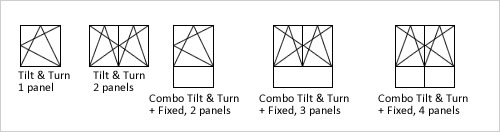 Tilt & Turn
1 panel
Tilt & Turn
2 panels
Combo Tilt & Turn
+ Fixed, 2 panels
Combo Tilt & Turn
+ Fixed, 3 panels
Combo Tilt & Turn
+ Fixed, 4 panels